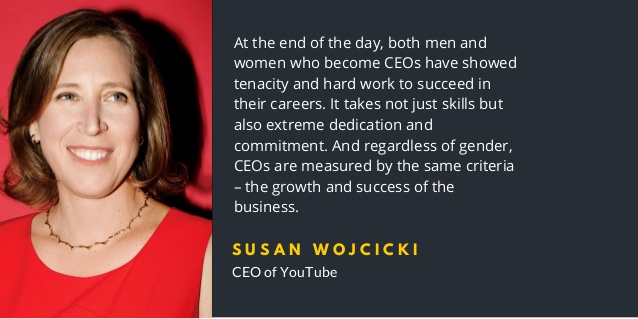 At the end of the day, both men and
women who become CEOs have showed
tenacity and hard work to succeed in
their careers. It takes not just skills but
also extreme dedication and
commitment. And regardless of gender,
CEOs are measured by the same criteria
– the growth and success of the
business.
SUSAN WOJCICKI
CEO of YouTube